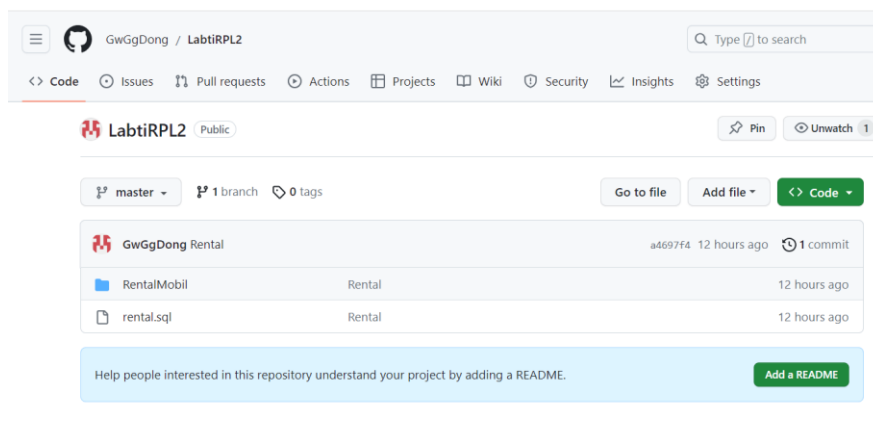 GwGgDong / LabtiRPL2
Type / to search
Code Issues Pull requests Actions Projects Wiki Security Insights Settings
LabtiRPL2 Public Pin Unwatch 1
master 1 branch 0 tags Go to file Add file Code
GwGgDong Rental a4697f4 12 hours ago 1 commit
RentalMobil Rental 12 hours ago
rental.sql Rental 12 hours ago
Help people interested in this repository understand your project by adding a README. Add a README